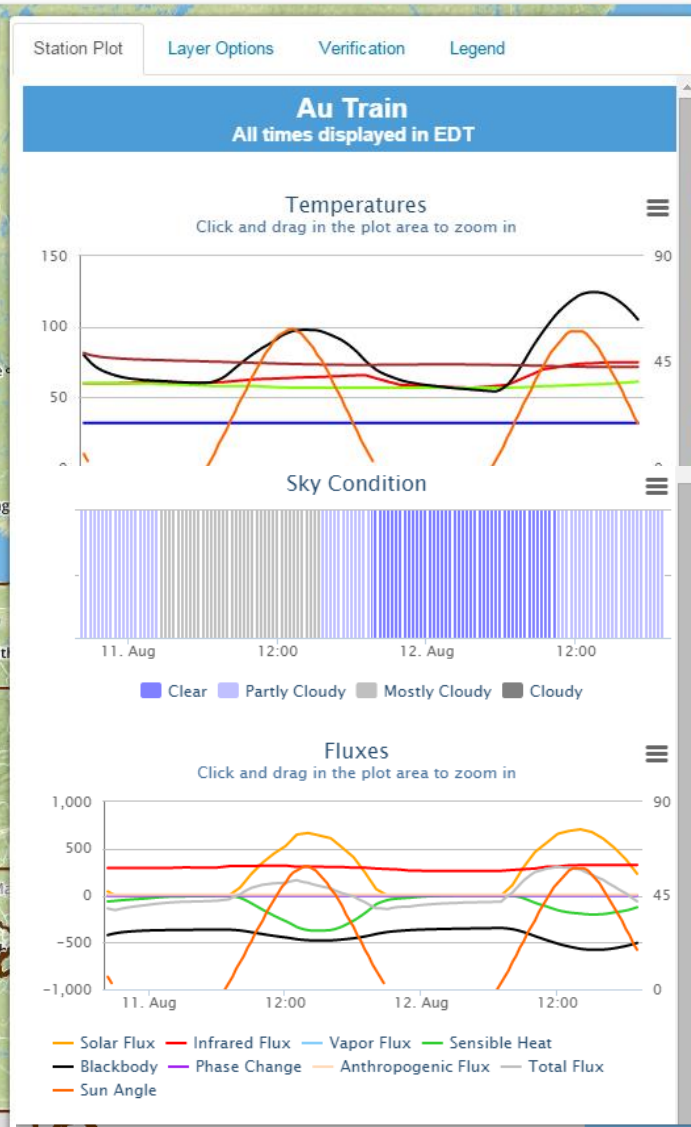 Station Plot Layer Options Verification Legend
Au Train
All times displayed in EDT
Temperatures
Click and drag in the plot area to zoom in
150 90
100
45
50
Sky Condition
11. Aug 12:00 12. Aug 12:00
Clear Partly Cloudy Mostly Cloudy Cloudy
Fluxes
Click and drag in the plot area to zoom in
1,000 90
500
0 45
−500
−1,000 0
11. Aug 12:00 12. Aug 12:00
Solar Flux Infrared Flux Vapor Flux Sensible Heat
Blackbody Phase Change Anthropogenic Flux Total Flux
Sun Angle